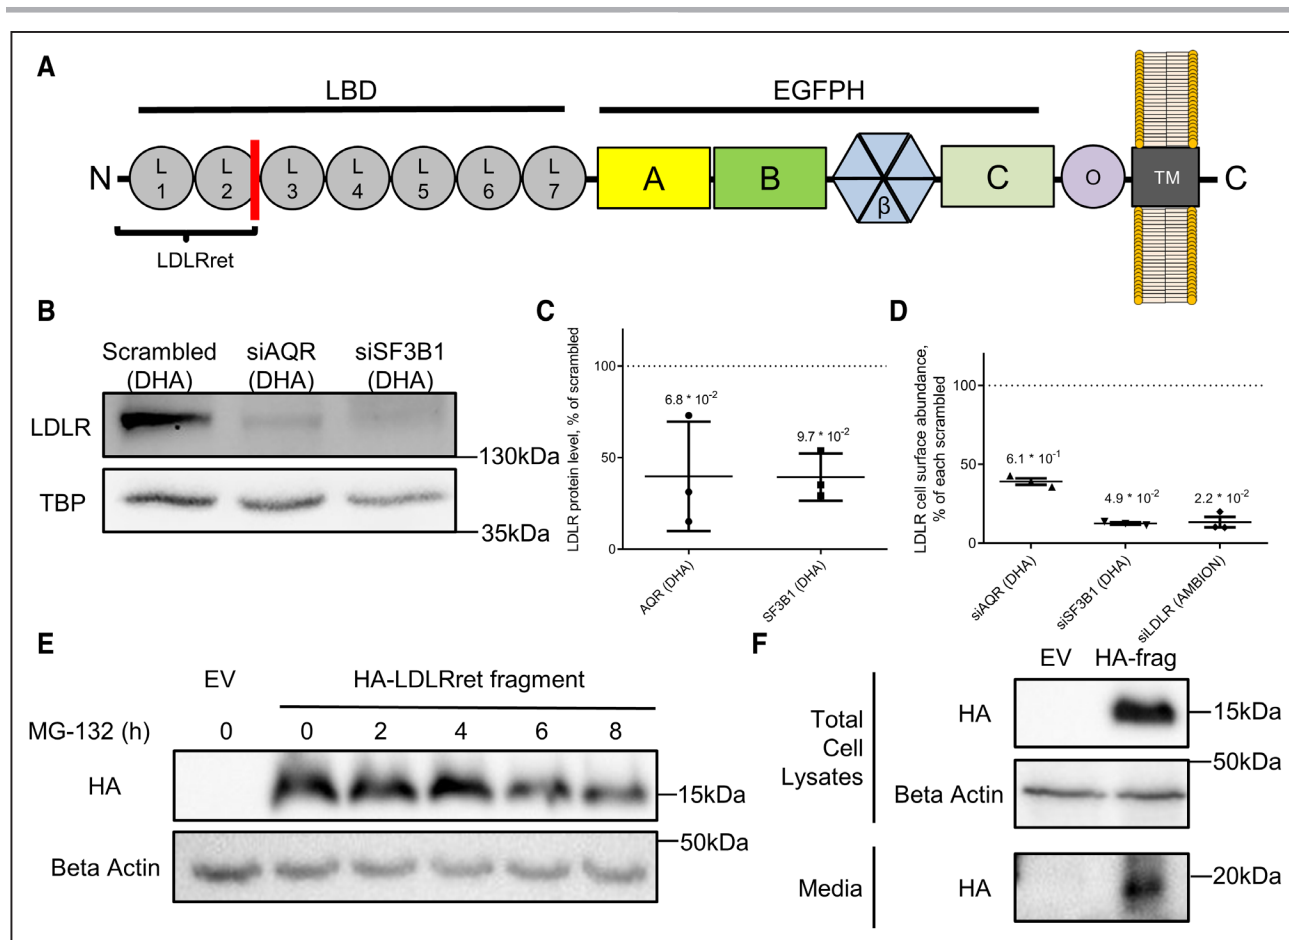 A
LBD
EGFPH
N
L 1
L 2
L 3
L 4
L 5
L 6
L 7
A
B
β
C
O
TM
C
LDLRret
B
Scrambled (DHA)
siAQR (DHA)
siSF3B1 (DHA)
LDLR
130kDa
TBP
35kDa
C
LDLR protein level, % of scrambled
100
50
0
6.8 * 10-2
9.7 * 10-2
AQR (DHA)
SF3B1 (DHA)
D
LDLR cell surface abundance,
% of each scrambled
100
50
0
6.1 * 10-1
4.9 * 10-2
2.2 * 10-2
siAQR (DHA)
siSF3B1 (DHA)
siLDLR (AMBION)
E
EV HA-LDLRret fragment
MG-132 (h) 0 0 2 4 6 8
HA
15kDa
50kDa
Beta Actin
F
EV HA-frag
Total
Cell
Lysates
HA
15kDa
50kDa
Beta Actin
Media
HA
20kDa